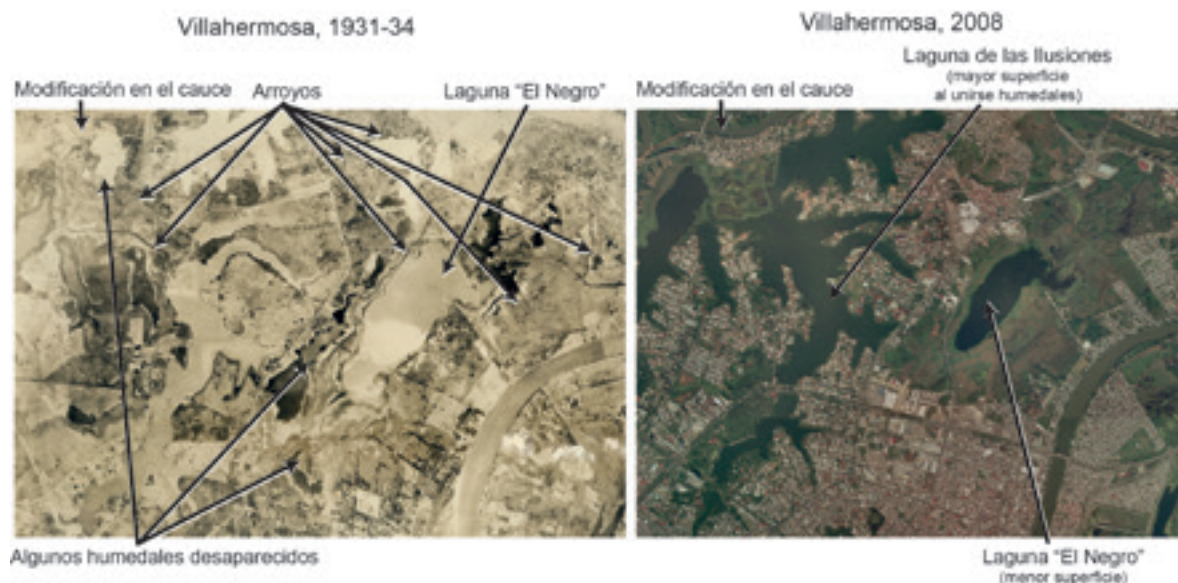 Villahermosa, 1931-34
Modificación en el cauce
Arroyos
Laguna "El Negro"
Algunos humedales desaparecidos
Villahermosa, 2008
Laguna de las Ilusiones
(mayor superficie
al unirse humedales)
Modificación en el cauce
Laguna "El Negro"
(menor superficie)